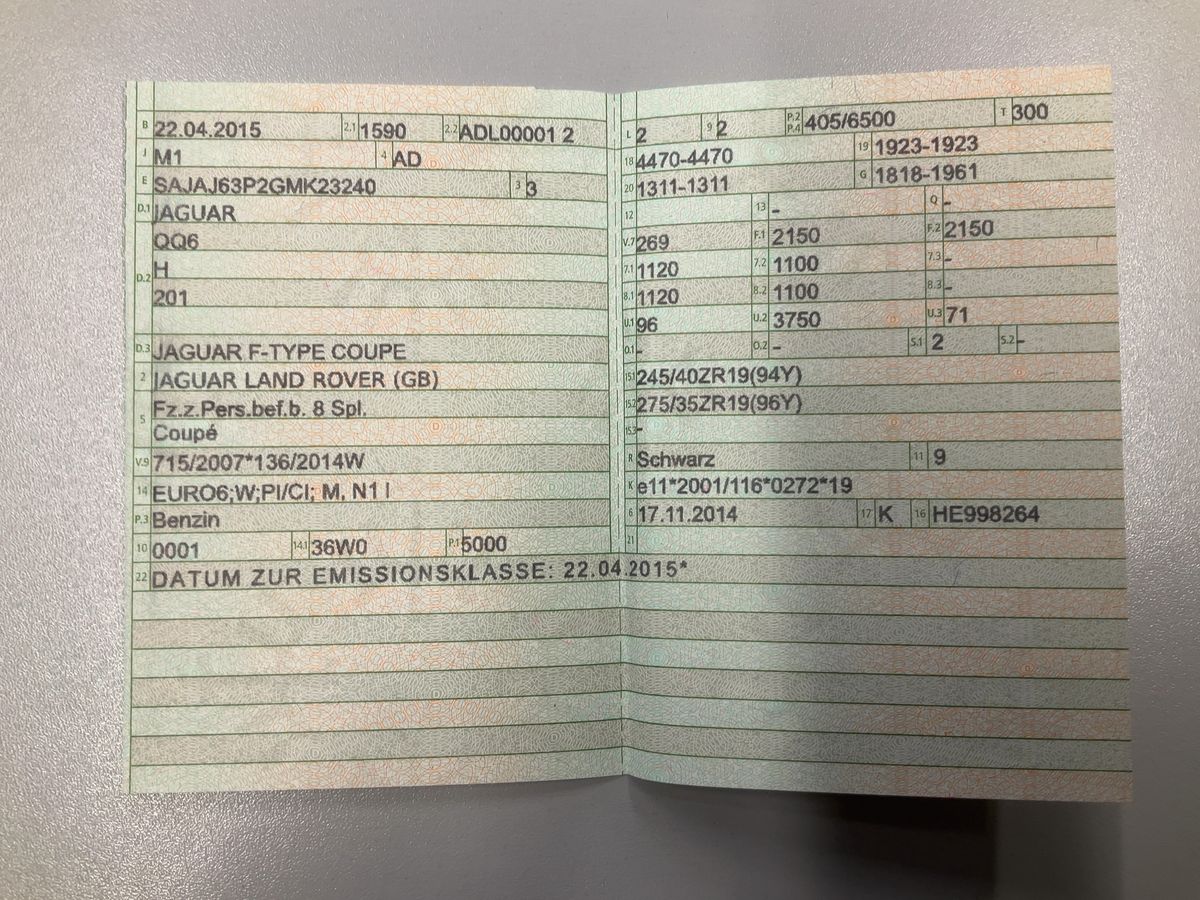 B 22.04.2015 2.1 1590 2.2 ADL00001 2
J M1 4 AD
E SAJAJ63P2GMK23240 3 3
D.1 JAGUAR
QQ6
D.2 H
201
D.3 JAGUAR F-TYPE COUPE
2 JAGUAR LAND ROVER (GB)
5 Fz.z.Pers.bef.b. 8 Spl.
Coupé
V.9 715/2007*136/2014W
14 EURO6;W;PI/CI; M, N1 I
P.3 Benzin
10 0001 14.1 36W0 P.1 5000
22 DATUM ZUR EMISSIONSKLASSE: 22.04.2015*
L 2 9 2 P.2 P.4 405/6500 T 300
18 4470-4470 19 1923-1923
20 1311-1311 G 1818-1961
12 13 - Q -
V.7 269 F.1 2150 F.2 2150
7.1 1120 7.2 1100 7.3 -
8.1 1120 8.2 1100 8.3 -
U.1 96 U.2 3750 U.3 71
O.1 - O.2 - S.1 2 S.2 -
15.1 245/40ZR19(94Y)
15.2 275/35ZR19(96Y)
15.3 -
R Schwarz 11 9
K e11*2001/116*0272*19
6 17.11.2014 17 K 16 HE998264
21